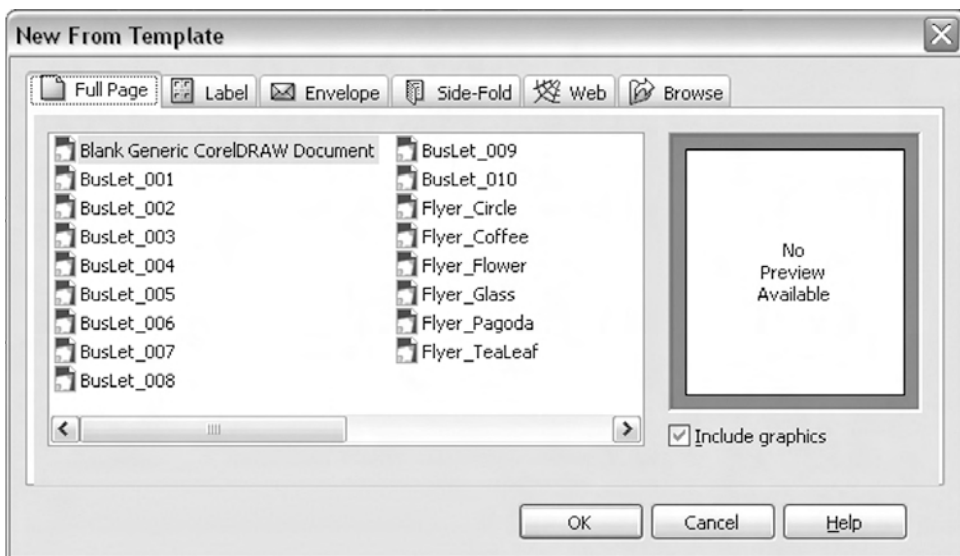 New From Template
Full Page Label Envelope Side-Fold Web Browse
Blank Generic CorelDRAW Document
BusLet_001
BusLet_002
BusLet_003
BusLet_004
BusLet_005
BusLet_006
BusLet_007
BusLet_008
BusLet_009
BusLet_010
Flyer_Circle
Flyer_Coffee
Flyer_Flower
Flyer_Glass
Flyer_Pagoda
Flyer_TeaLeaf
No
Preview
Available
Include graphics
OK Cancel Help